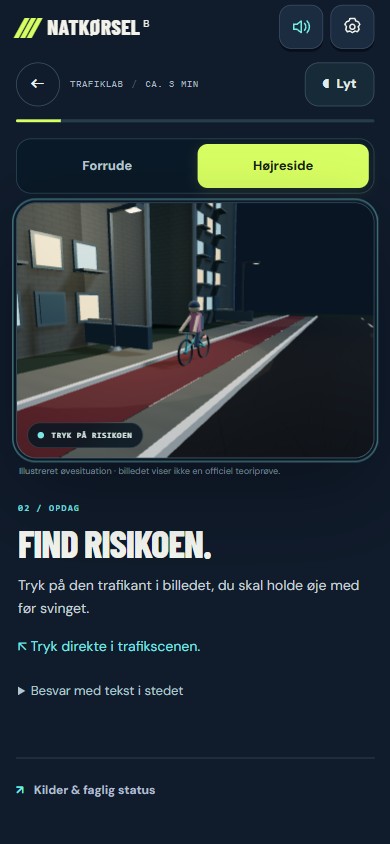 NATKØRSEL B
TRAFIKLAB / CA. 3 MIN
Lyt
Forrude
Højreside
TRYK PÅ RISIKOEN
Illustreret øvesituation · billedet viser ikke en officiel teoriprøve.
02 / OPDAG
FIND RISIKOEN.
Tryk på den trafikant i billedet, du skal holde øje med
før svinget.
Tryk direkte i trafikscenen.
Besvar med tekst i stedet
Kilder & faglig status